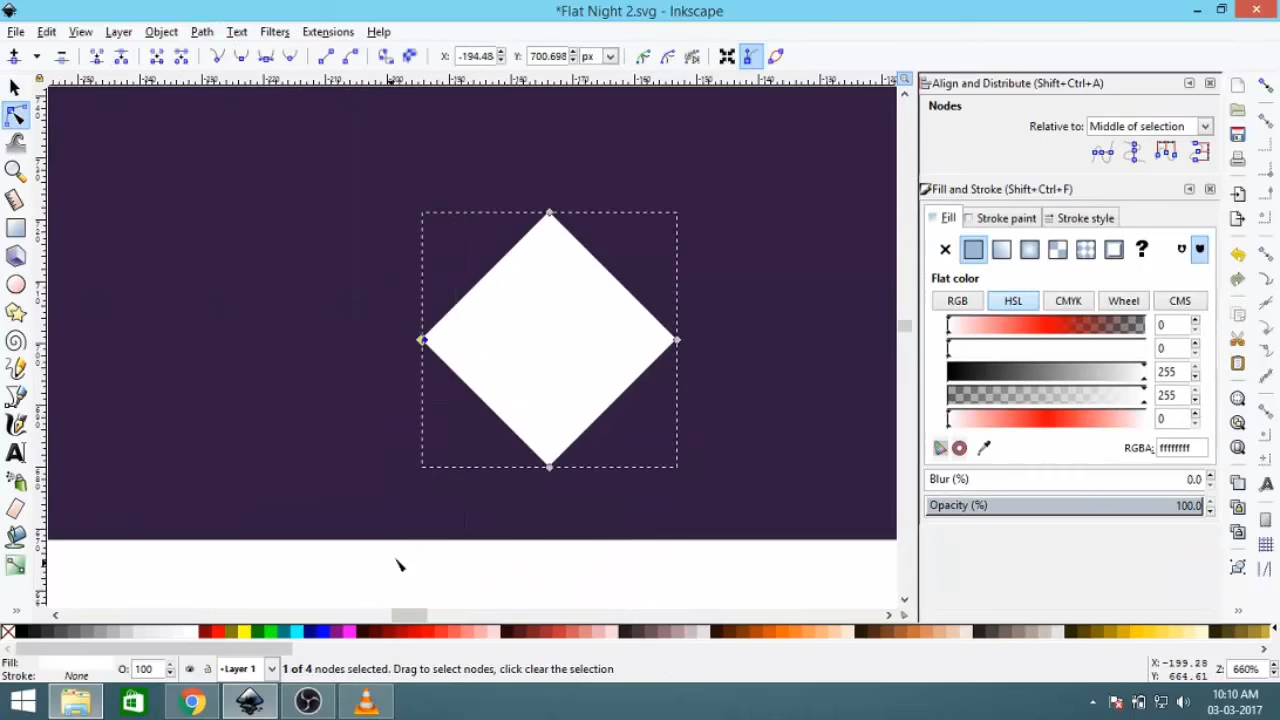 *Flat Night 2.svg - Inkscape
File Edit View Layer Object Path Text Filters Extensions Help
X: -194.48 Y: 700.698 px
Align and Distribute (Shift+Ctrl+A)
Nodes
Relative to: Middle of selection
Fill and Stroke (Shift+Ctrl+F)
Fill Stroke paint Stroke style
?
Flat color
RGB HSL CMYK Wheel CMS
0
0
255
255
0
RGBA: ffffffff
Blur (%) 0.0
Opacity (%) 100.0
Fill:
Stroke: None
O: 100
Layer 1
1 of 4 nodes selected. Drag to select nodes, click clear the selection
X: -199.28
Y: 664.61
Z: 660%
10:10 AM
03-03-2017